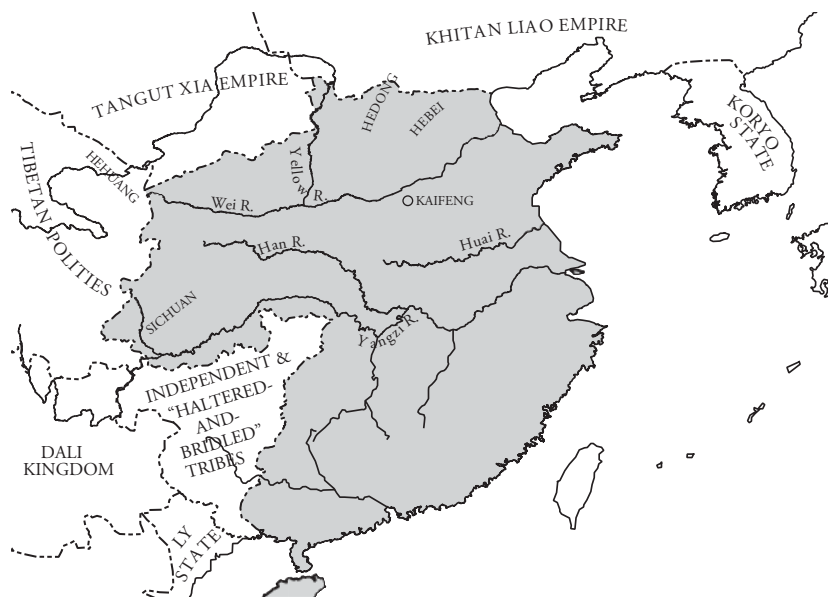 KHITAN LIAO EMPIRE
TANGUT XIA EMPIRE
HEDONG
HEBEI
KORYO
STATE
HEHUANG
TIBETAN POLITIES
Yellow R.
Wei R.
KAIFENG
Han R.
Huai R.
SICHUAN
Yangzi R.
INDEPENDENT &
"HALTERED-
AND-
BRIDLED"
TRIBES
DALI
KINGDOM
LY
STATE